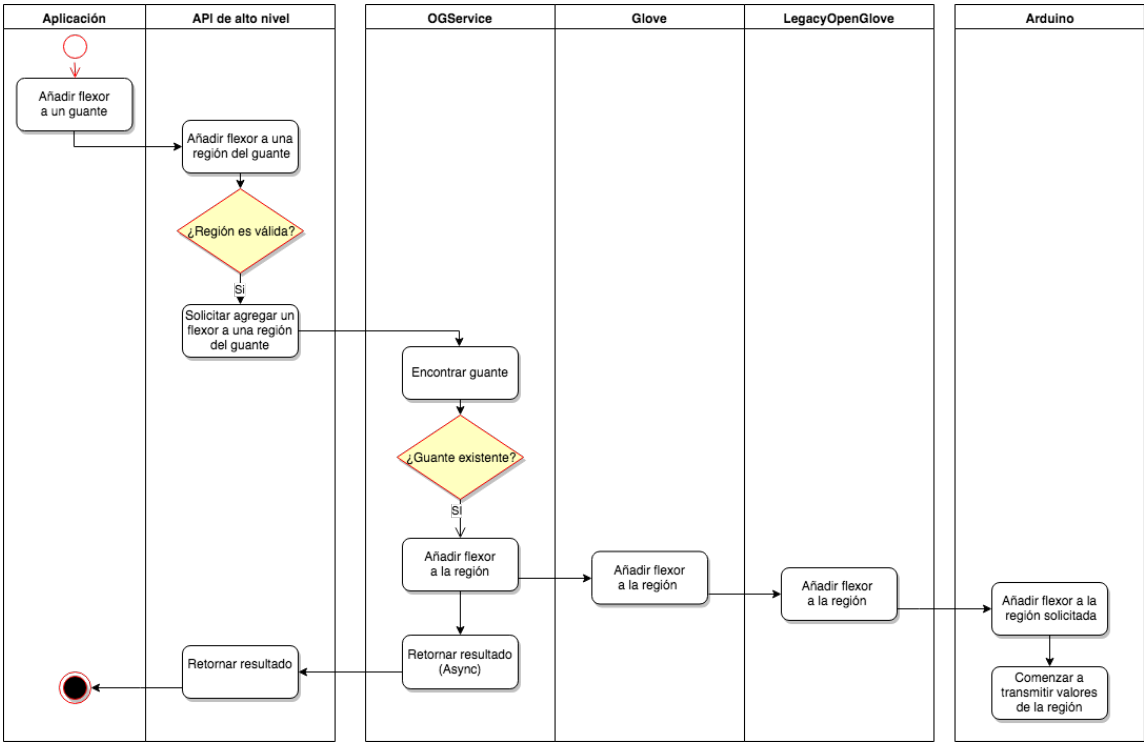 Aplicación
API de alto nivel
OGService
Glove
LegacyOpenGlove
Arduino
Añadir flexor
a un guante
Añadir flexor a una
región del guante
¿Región es válida?
Si
Solicitar agregar un
flexor a una región
del guante
Encontrar guante
¿Guante existente?
SI
Añadir flexor
a la región
Añadir flexor
a la región
Añadir flexor
a la región
Añadir flexor a la
región solicitada
Retornar resultado
(Async)
Retornar resultado
Comenzar a
transmitir valores
de la región